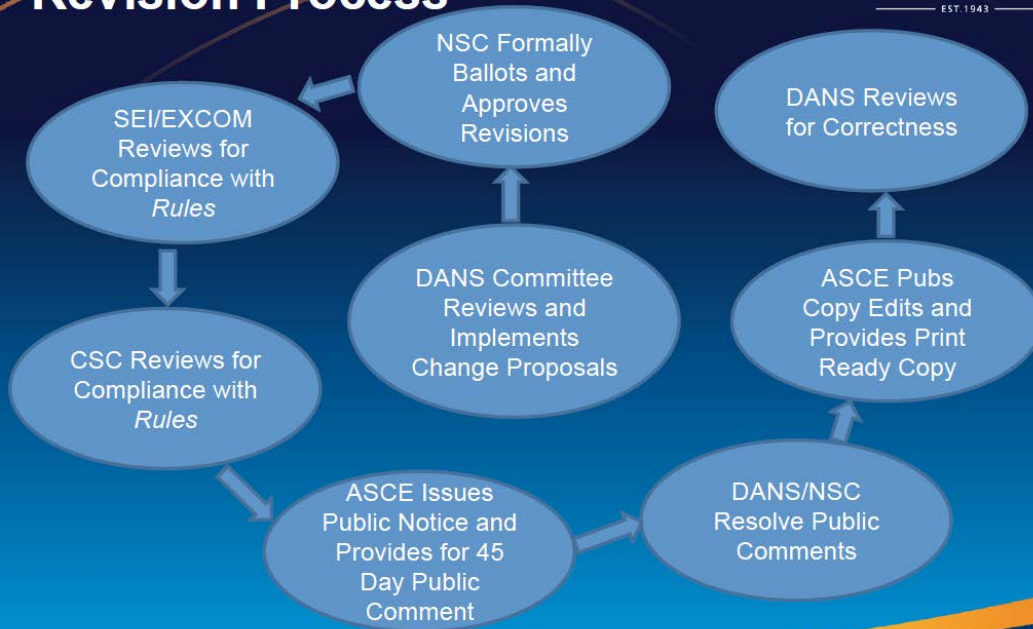 Revision Process
EST.1943
NSC Formally
Ballots and
Approves
Revisions
DANS Reviews
for Correctness
SEI/EXCOM
Reviews for
Compliance with
Rules
DANS Committee
Reviews and
Implements
Change Proposals
ASCE Pubs
Copy Edits and
Provides Print
Ready Copy
CSC Reviews for
Compliance with
Rules
ASCE Issues
Public Notice and
Provides for 45
Day Public
Comment
DANS/NSC
Resolve Public
Comments